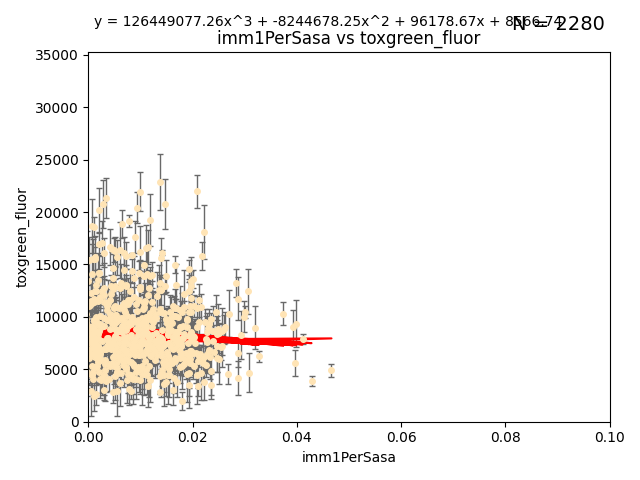 y = 126449077.26x^3 + -8244678.25x^2 + 96178.67x + 8566.74
N = 2280
imm1PerSasa vs toxgreen_fluor
35000
30000
25000
20000
15000
10000
5000
0
toxgreen_fluor
0.00 0.02 0.04 0.06 0.08 0.10
imm1PerSasa